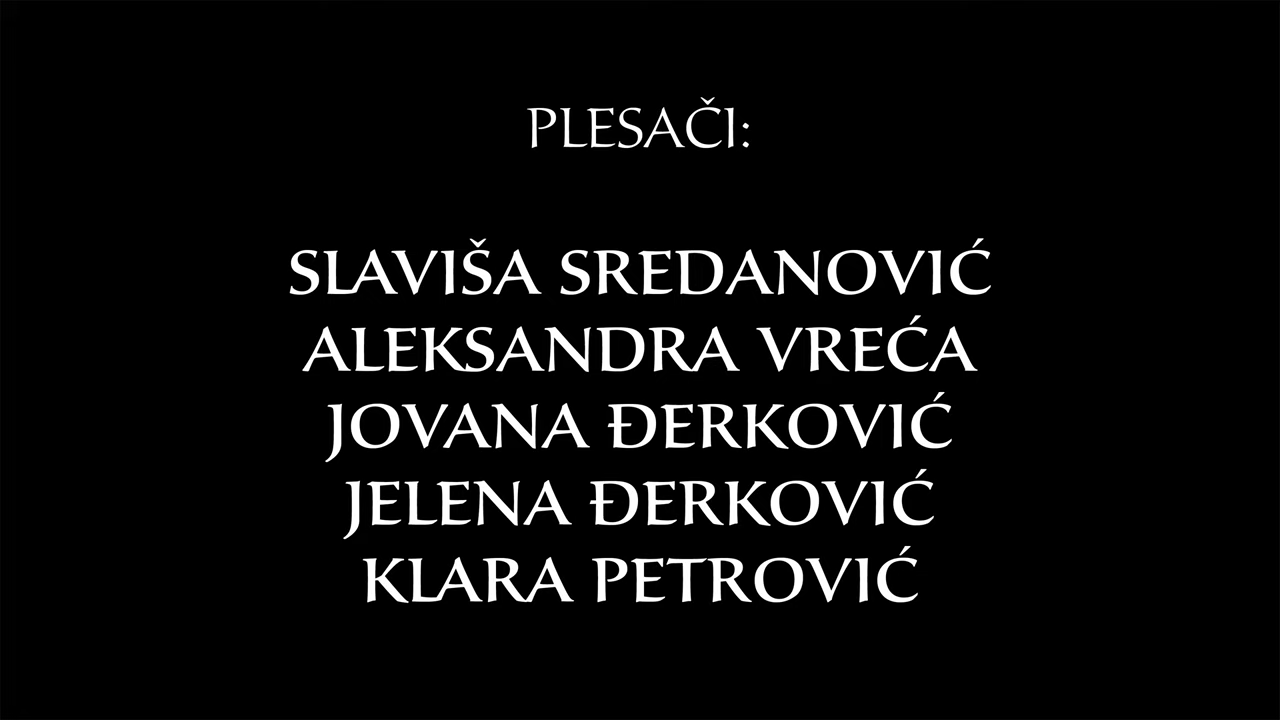 PLESAČI:
SLAVIŠA SREDANOVIĆ
ALEKSANDRA VREĆA
JOVANA ĐERKOVIĆ
JELENA ĐERKOVIĆ
KLARA PETROVIĆ